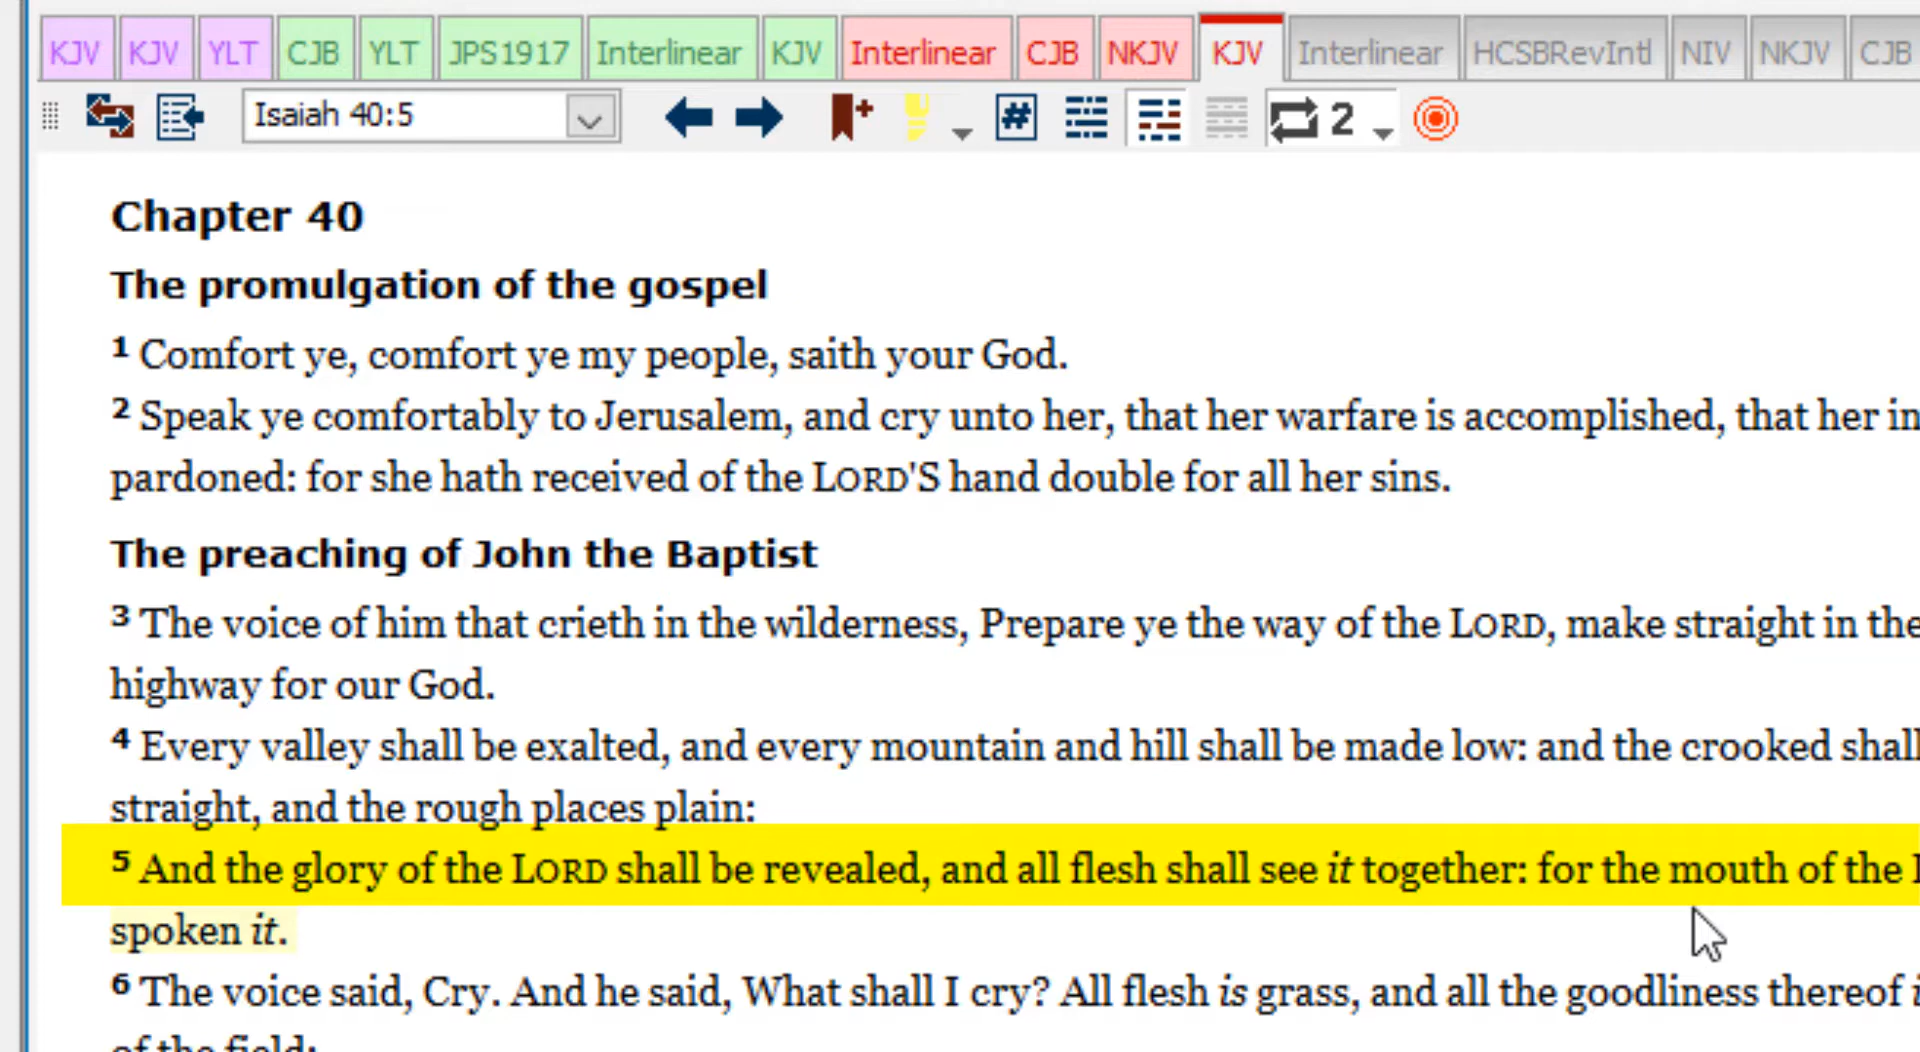 KJV KJV YLT CJB YLT JPS1917 Interlinear KJV Interlinear CJB NKJV KJV Interlinear HCSBRevIntl NIV NKJV CJB
Isaiah 40:5 # 2
Chapter 40
The promulgation of the gospel
1 Comfort ye, comfort ye my people, saith your God.
2 Speak ye comfortably to Jerusalem, and cry unto her, that her warfare is accomplished, that her in
pardoned: for she hath received of the LORD'S hand double for all her sins.
The preaching of John the Baptist
3 The voice of him that crieth in the wilderness, Prepare ye the way of the LORD, make straight in the
highway for our God.
4 Every valley shall be exalted, and every mountain and hill shall be made low: and the crooked shall
straight, and the rough places plain:
5 And the glory of the LORD shall be revealed, and all flesh shall see it together: for the mouth of the
spoken it.
6 The voice said, Cry. And he said, What shall I cry? All flesh is grass, and all the goodliness thereof
of the field: